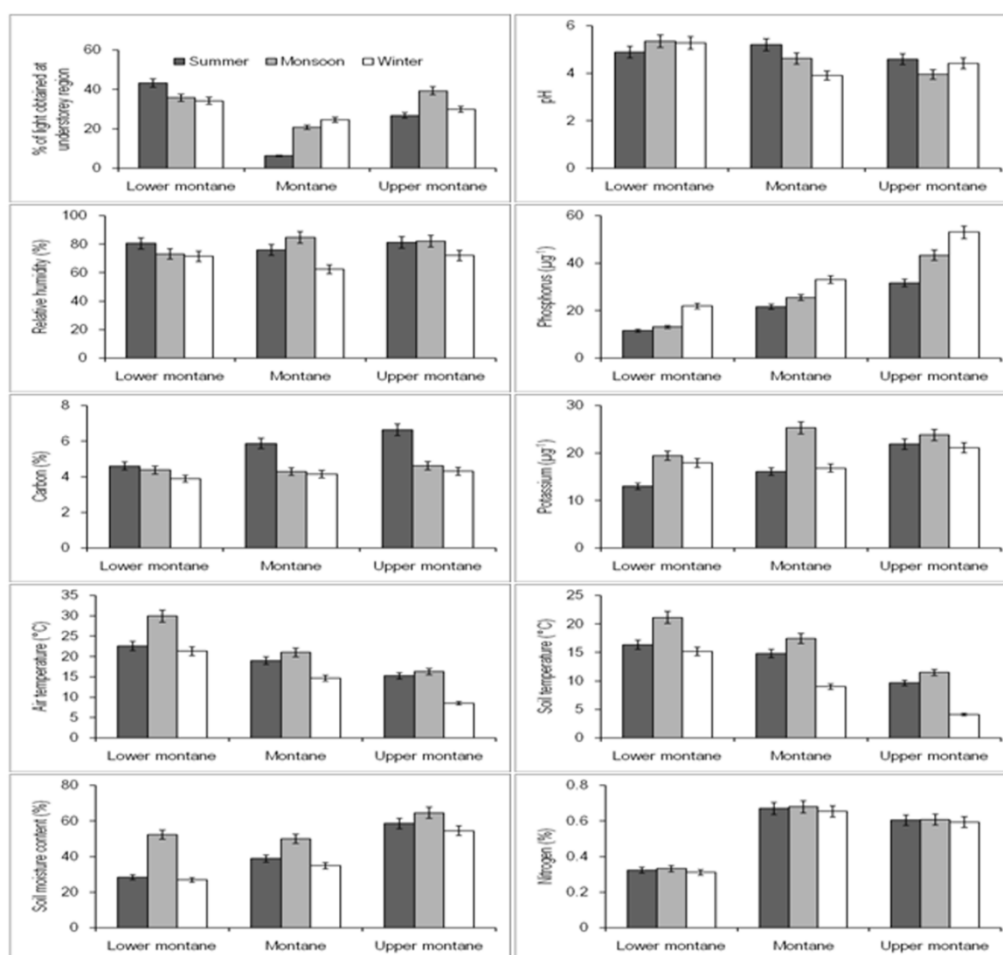 60
40
20
0
% of light obtained at
understorey region
Summer Monsoon Winter
Lower montane Montane Upper montane
6
4
2
0
pH
Lower montane Montane Upper montane
100
80
60
40
20
0
Relative humidity (%)
Lower montane Montane Upper montane
60
40
20
0
Phosphorus (µg⁻¹)
Lower montane Montane Upper montane
8
6
4
2
0
Carbon (%)
Lower montane Montane Upper montane
30
20
10
0
Potassium (µg⁻¹)
Lower montane Montane Upper montane
35
30
25
20
15
10
5
0
Air temperature (°C)
Lower montane Montane Upper montane
25
20
15
10
5
0
Soil temperature (°C)
Lower montane Montane Upper montane
80
60
40
20
0
Soil moisture content (%)
Lower montane Montane Upper montane
0.8
0.6
0.4
0.2
0
Nitrogen (%)
Lower montane Montane Upper montane